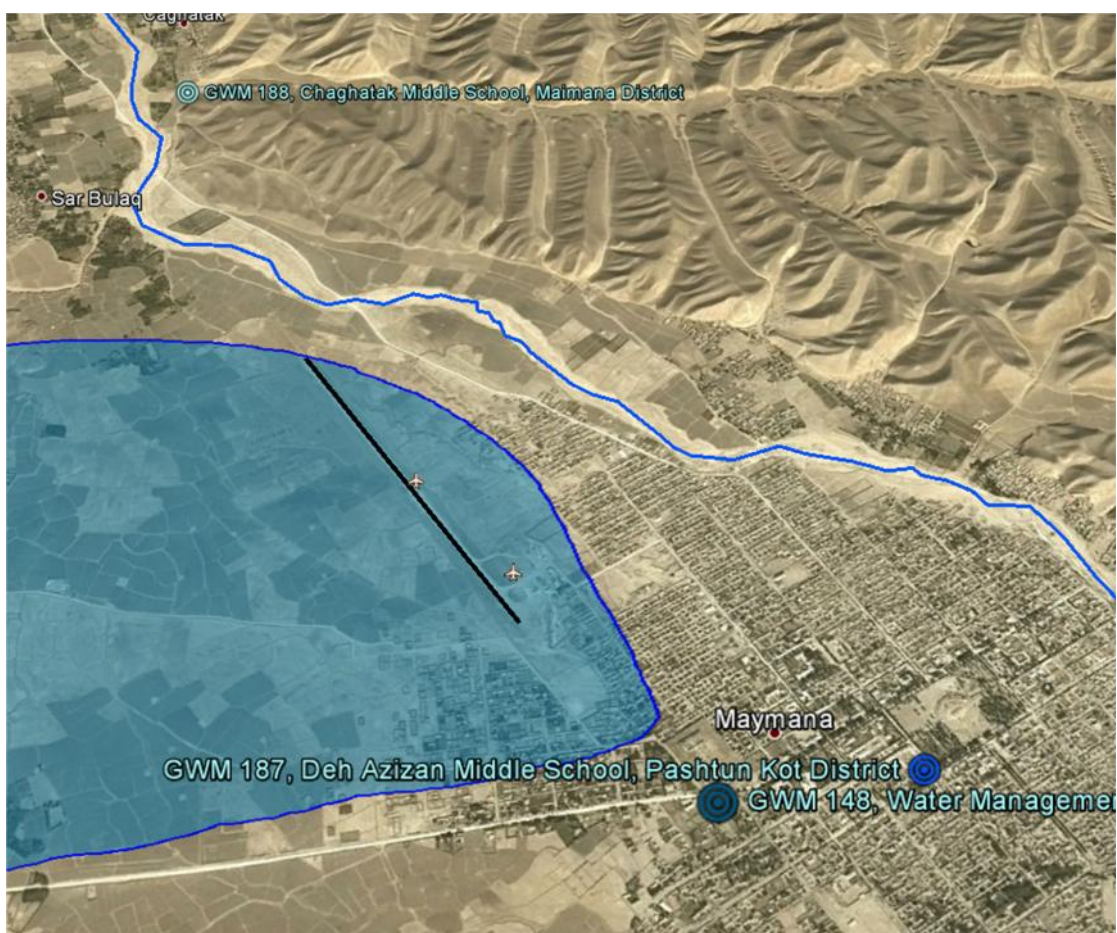 Caghatak
GWM 188, Chaghatak Middle School, Maimana District
Sar Bulaq
Maymana
GWM 187, Deh Azizan Middle School, Pashtun Kot District
GWM 148, Water Managemen